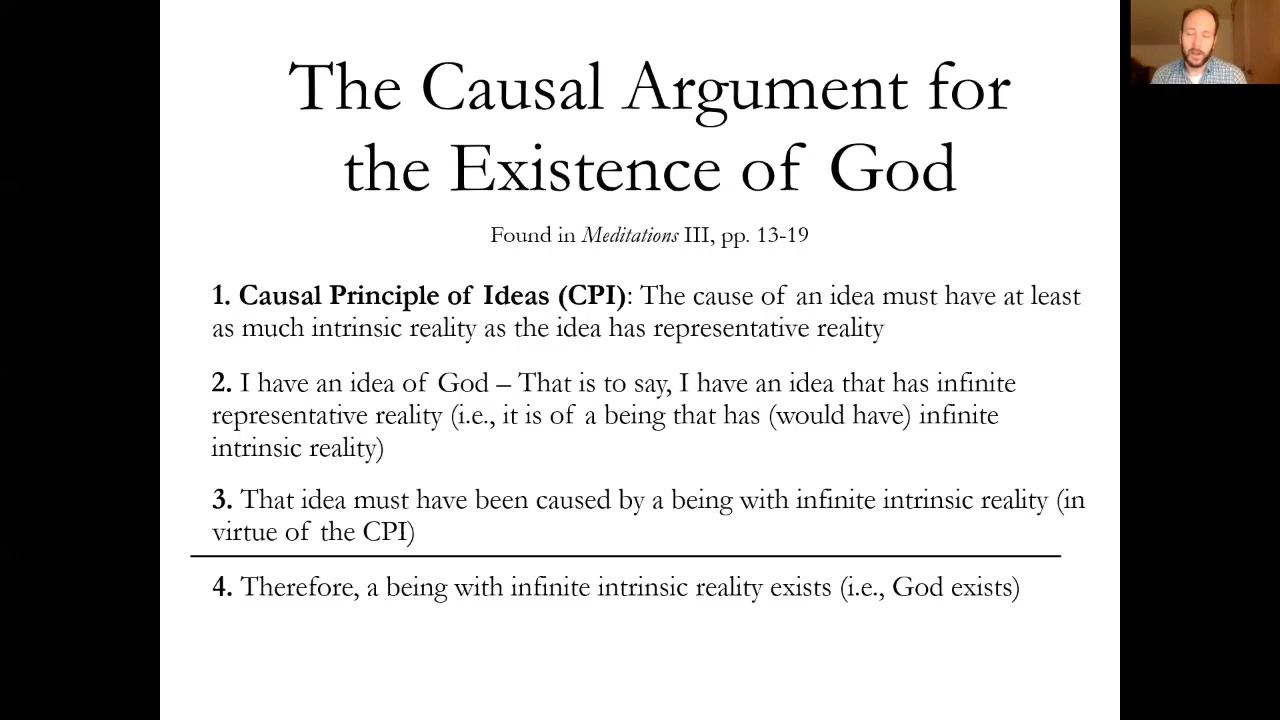 The Causal Argument for
the Existence of God
Found in Meditations III, pp. 13-19
1. Causal Principle of Ideas (CPI): The cause of an idea must have at least
as much intrinsic reality as the idea has representative reality
2. I have an idea of God – That is to say, I have an idea that has infinite
representative reality (i.e., it is of a being that has (would have) infinite
intrinsic reality)
3. That idea must have been caused by a being with infinite intrinsic reality (in
virtue of the CPI)
4. Therefore, a being with infinite intrinsic reality exists (i.e., God exists)